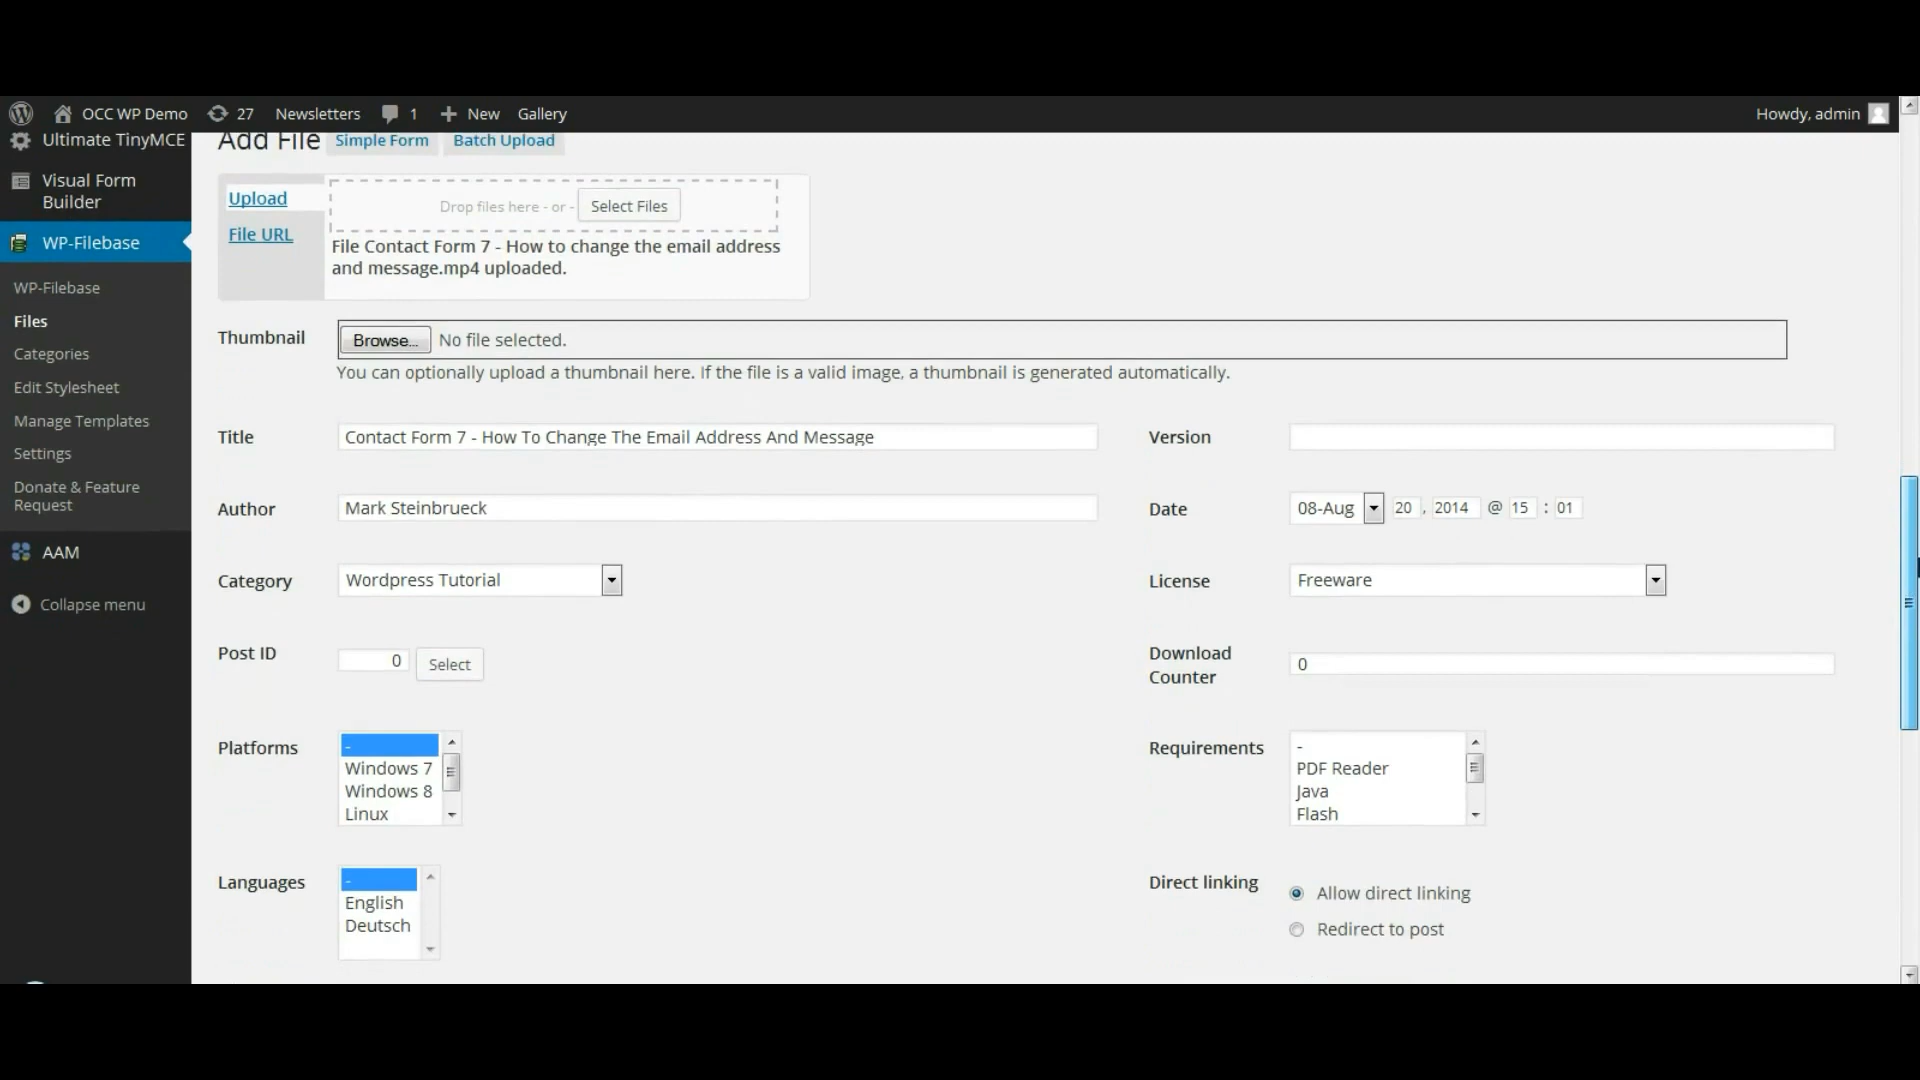 OCC WP Demo 27 Newsletters 1 New Gallery Howdy, admin
Ultimate TinyMCE
Visual Form
Builder
WP-Filebase
WP-Filebase
Files
Categories
Edit Stylesheet
Manage Templates
Settings
Donate & Feature
Request
AAM
Collapse menu
Add File Simple Form Batch Upload
Upload
File URL
Drop files here - or - Select Files
File Contact Form 7 - How to change the email address
and message.mp4 uploaded.
Thumbnail Browse... No file selected.
You can optionally upload a thumbnail here. If the file is a valid image, a thumbnail is generated automatically.
Title Contact Form 7 - How To Change The Email Address And Message Version
Author Mark Steinbrueck Date 08-Aug 20 , 2014 @ 15 : 01
Category Wordpress Tutorial License Freeware
Post ID 0 Select Download
Counter 0
Platforms -
Windows 7
Windows 8
Linux
Requirements -
PDF Reader
Java
Flash
Languages -
English
Deutsch
Direct linking Allow direct linking
Redirect to post